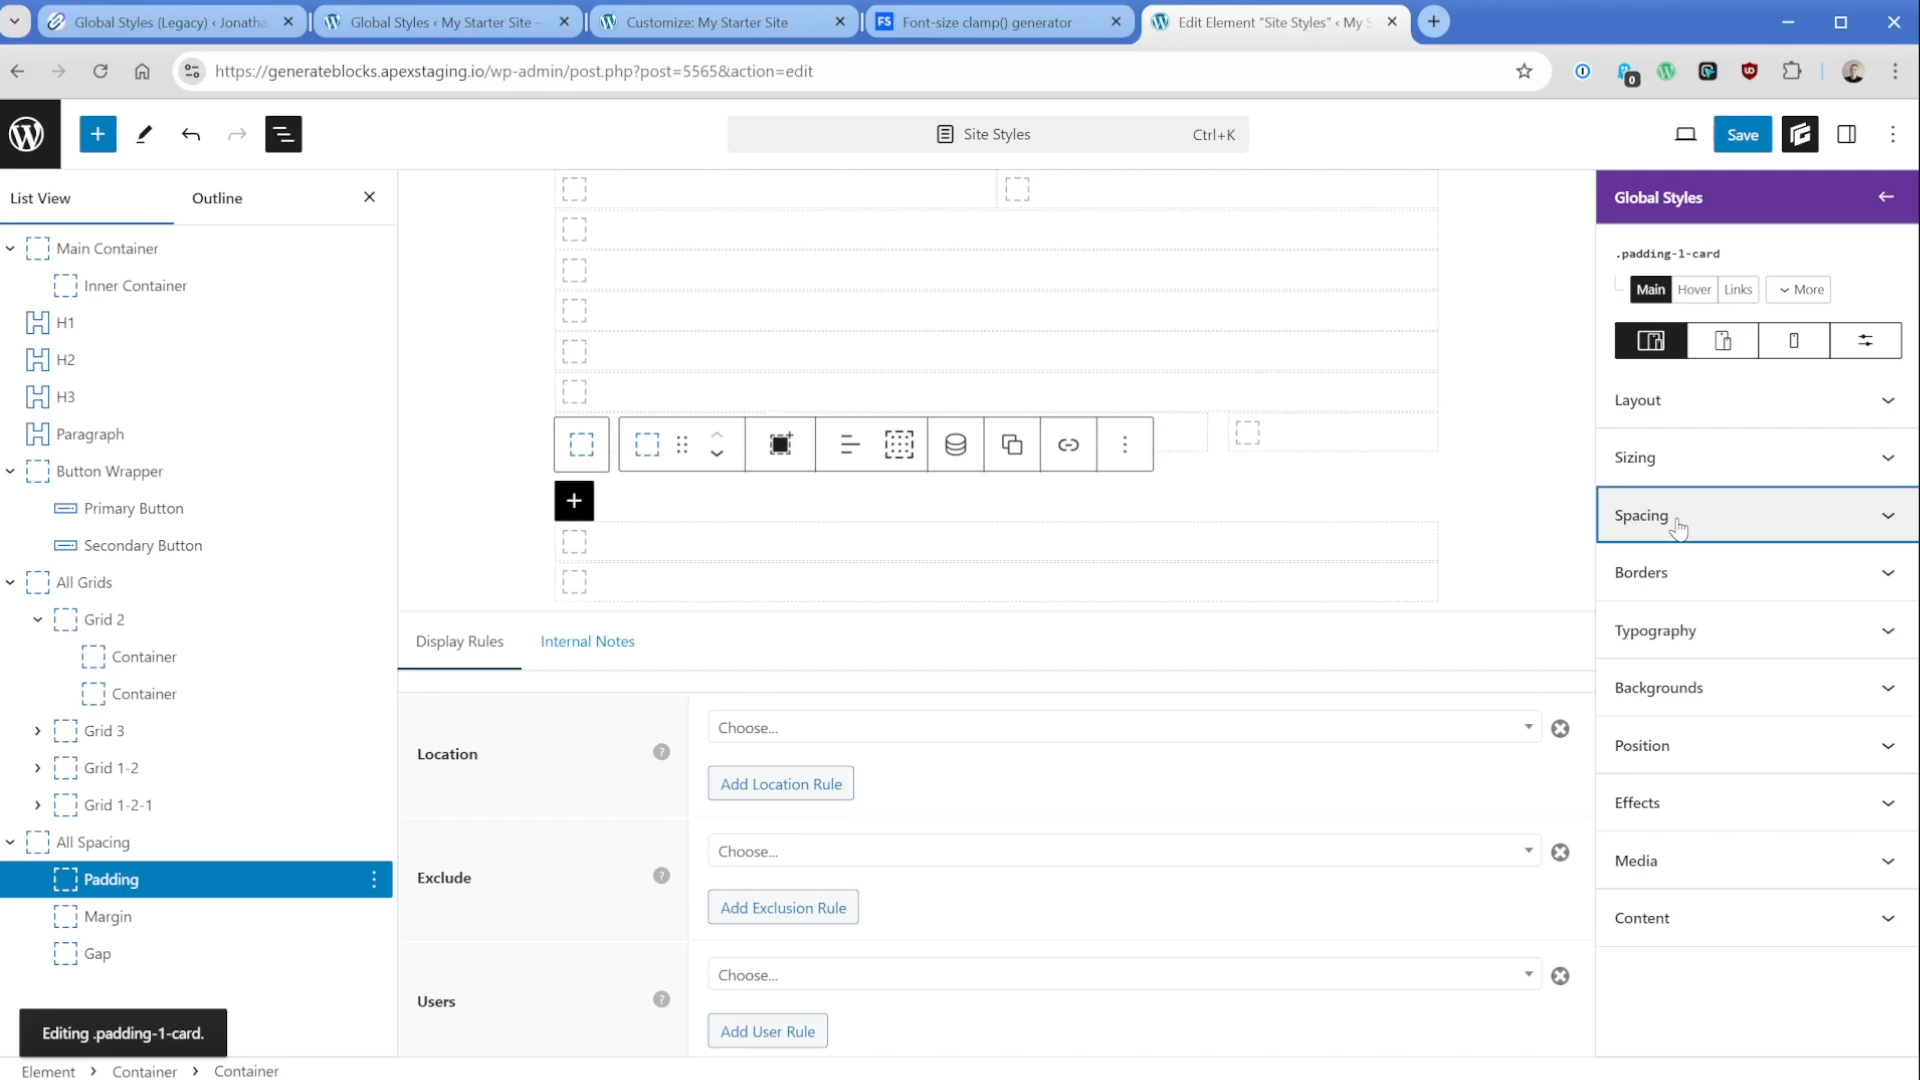 Global Styles (Legacy) ‹ Jonatha
Global Styles ‹ My Starter Site –
Customize: My Starter Site
FS Font-size clamp() generator
Edit Element "Site Styles" ‹ My S
https://generateblocks.apexstaging.io/wp-admin/post.php?post=5565&action=edit
0
Site Styles
Ctrl+K
Save
List View
Outline
Main Container
Inner Container
H1
H2
H3
Paragraph
Button Wrapper
Primary Button
Secondary Button
All Grids
Grid 2
Container
Container
Grid 3
Grid 1-2
Grid 1-2-1
All Spacing
Padding
Margin
Gap
Editing .padding-1-card.
Display Rules
Internal Notes
Location
Choose...
Add Location Rule
Exclude
Choose...
Add Exclusion Rule
Users
Choose...
Add User Rule
Global Styles
.padding-1-card
Main
Hover
Links
More
Layout
Sizing
Spacing
Borders
Typography
Backgrounds
Position
Effects
Media
Content
Element > Container > Container